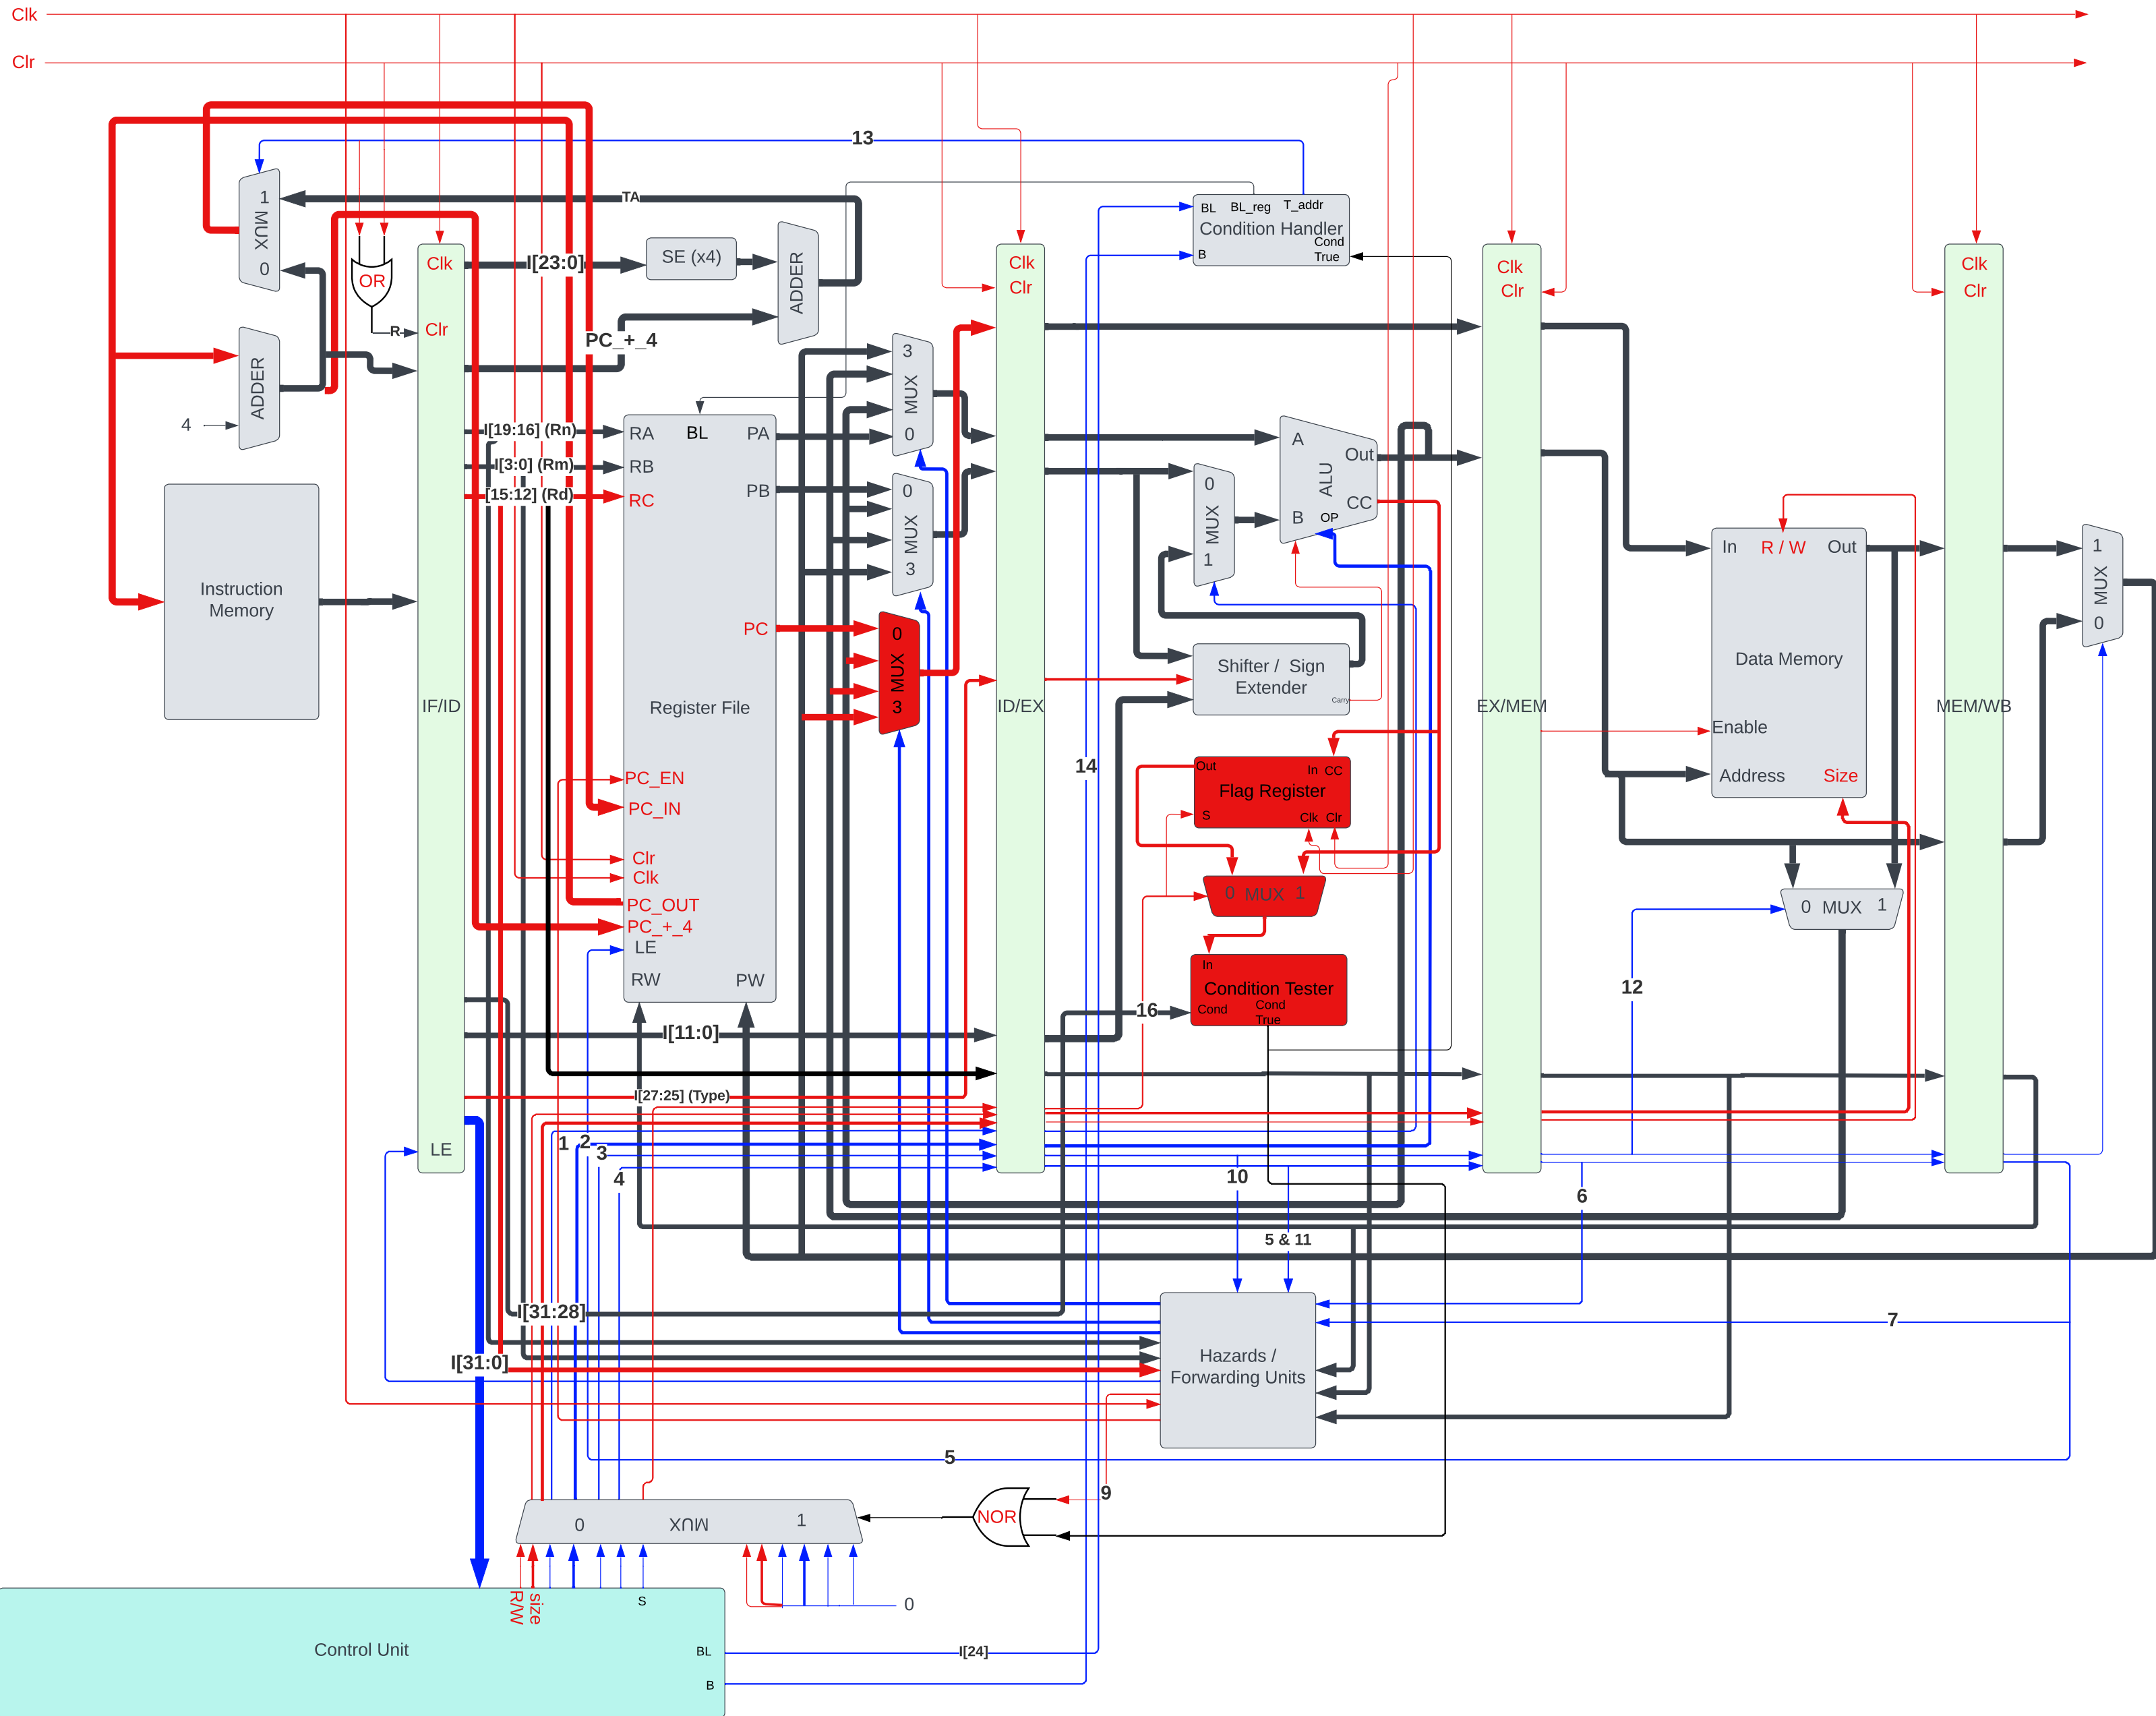 Clk
Clr
13
1
MUX
0
TA
OR
R
ADDER
4
Instruction
Memory
Clk
Clr
IF/ID
LE
I[23:0]
SE (x4)
ADDER
PC_+_4
I[19:16] (Rn)
I[3:0] (Rm)
[15:12] (Rd)
RA
BL
PA
RB
PB
RC
PC
Register File
PC_EN
PC_IN
Clr
Clk
PC_OUT
PC_+_4
LE
RW
PW
3
MUX
0
0
MUX
3
0
MUX
3
I[11:0]
I[27:25] (Type)
1
2
3
4
I[31:28]
I[31:0]
Clk
Clr
ID/EX
BL
BL_reg
T_addr
Condition Handler
Cond
B
True
14
A
Out
ALU
CC
B
OP
0
MUX
1
Shifter / Sign
Extender
Carry
Out
In
CC
Flag Register
S
Clk
Clr
0
MUX
1
In
Condition Tester
Cond
Cond
True
16
10
5 & 11
Clk
Clr
EX/MEM
In
R / W
Out
Data Memory
Enable
Address
Size
0
MUX
1
12
6
Clk
Clr
MEM/WB
1
MUX
0
7
Hazards /
Forwarding Units
5
9
NOR
0
MUX
1
0
R/W
size
S
Control Unit
BL
B
I[24]